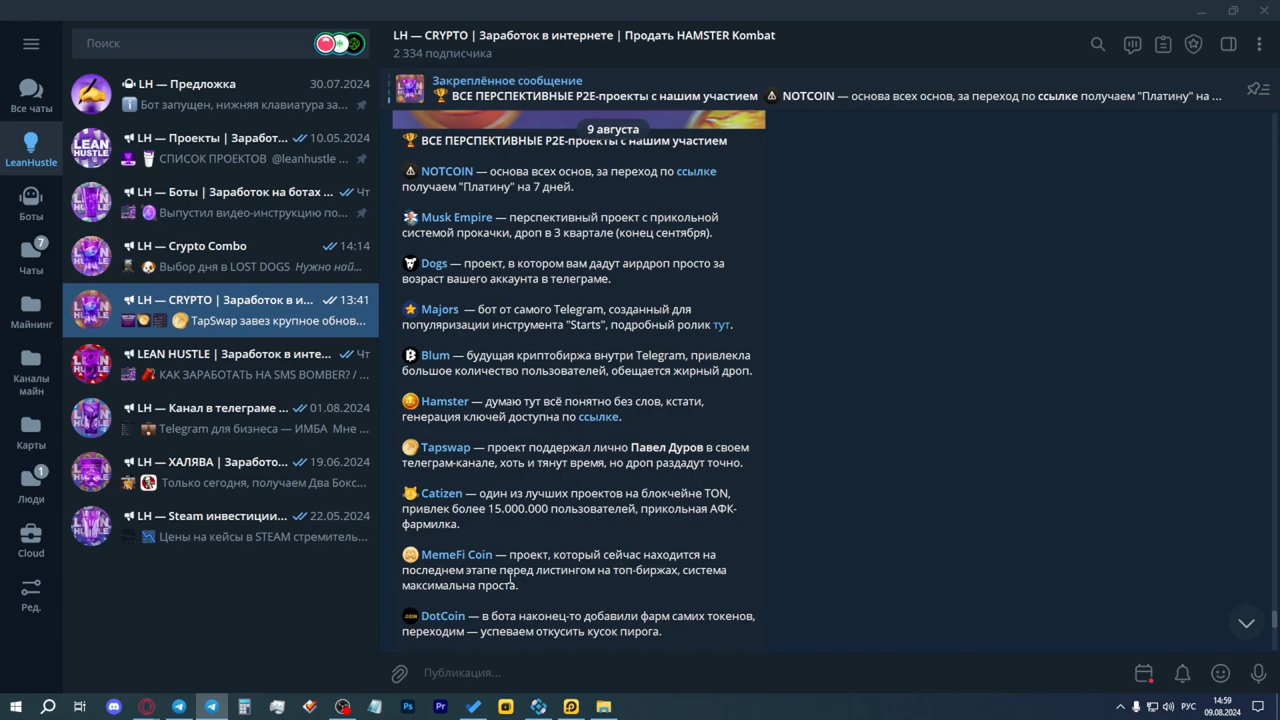 Поиск
LH — CRYPTO | Заработок в интернете | Продать HAMSTER Kombat
2 334 подписчика
Закреплённое сообщение
ВСЕ ПЕРСПЕКТИВНЫЕ P2E-проекты с нашим участием NOTCOIN — основа всех основ, за переход по ссылке получаем "Платину" на ...
Все чаты
LeanHustle
Боты
7
Чаты
Майнинг
Каналы
майн
Карты
1
Люди
Cloud
Ред.
LH — Предложка 30.07.2024
Бот запущен, нижняя клавиатура за...
LH — Проекты | Заработ... 10.05.2024
СПИСОК ПРОЕКТОВ @leanhustle ...
LH — Боты | Заработок на ботах ... Чт
Выпустил видео-инструкцию по...
LH — Crypto Combo 14:14
Выбор дня в LOST DOGS Нужно най...
LH — CRYPTO | Заработок в и... 13:41
TapSwap завез крупное обнов...
LEAN HUSTLE | Заработок в инте... Чт
КАК ЗАРАБОТАТЬ НА SMS BOMBER? / ...
LH — Канал в телеграме ... 01.08.2024
Telegram для бизнеса — ИМБА Мне ...
LH — ХАЛЯВА | Заработо... 19.06.2024
Только сегодня, получаем Два Бокс...
LH — Steam инвестиции... 22.05.2024
Цены на кейсы в STEAM стремитель...
9 августа
ВСЕ ПЕРСПЕКТИВНЫЕ P2E-проекты с нашим участием
NOTCOIN — основа всех основ, за переход по ссылке
получаем "Платину" на 7 дней.
Musk Empire — перспективный проект с прикольной
системой прокачки, дроп в 3 квартале (конец сентября).
Dogs — проект, в котором вам дадут аирдроп просто за
возраст вашего аккаунта в телеграме.
Majors — бот от самого Telegram, созданный для
популяризации инструмента "Starts", подробный ролик тут.
Blum — будущая криптобиржа внутри Telegram, привлекла
большое количество пользователей, обещается жирный дроп.
Hamster — думаю тут всё понятно без слов, кстати,
генерация ключей доступна по ссылке.
Tapswap — проект поддержал лично Павел Дуров в своем
телеграм-канале, хоть и тянут время, но дроп раздадут точно.
Catizen — один из лучших проектов на блокчейне TON,
привлек более 15.000.000 пользователей, прикольная АФК-
фармилка.
MemeFi Coin — проект, который сейчас находится на
последнем этапе перед листингом на топ-биржах, система
максимальна проста.
DotCoin — в бота наконец-то добавили фарм самих токенов,
переходим — успеваем откусить кусок пирога.
Публикация...
РУС
14:59
09.08.2024